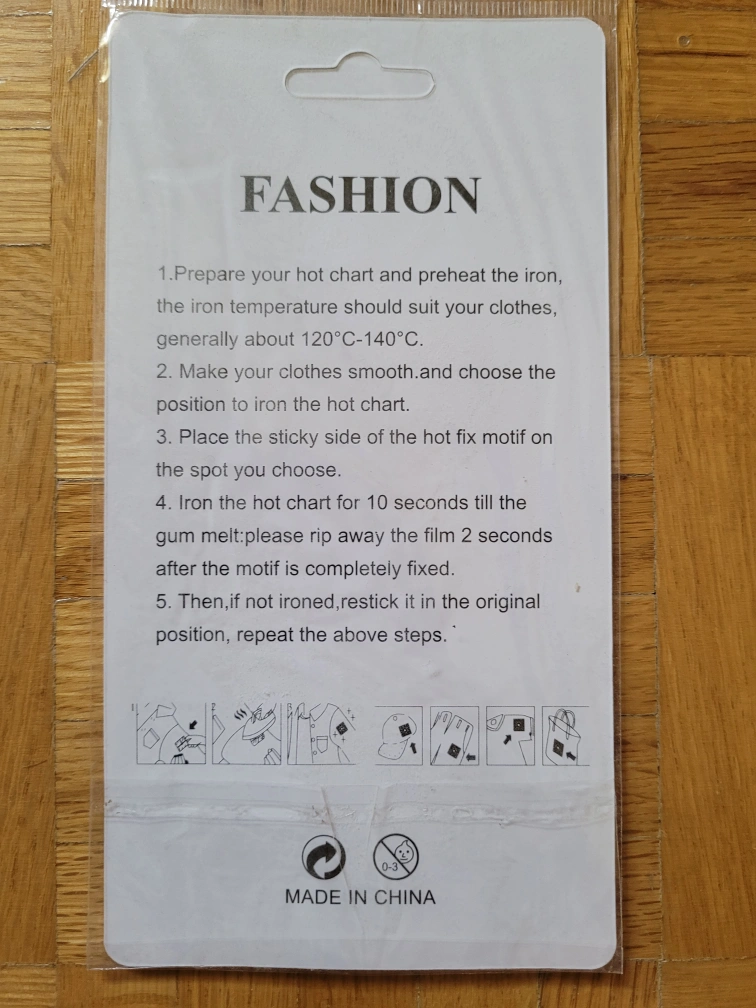 FASHION
1.Prepare your hot chart and preheat the iron,
the iron temperature should suit your clothes,
generally about 120°C-140°C.
2. Make your clothes smooth.and choose the
position to iron the hot chart.
3. Place the sticky side of the hot fix motif on
the spot you choose.
4. Iron the hot chart for 10 seconds till the
gum melt:please rip away the film 2 seconds
after the motif is completely fixed.
5. Then,if not ironed,restick it in the original
position, repeat the above steps.
1 2 3
0-3
MADE IN CHINA